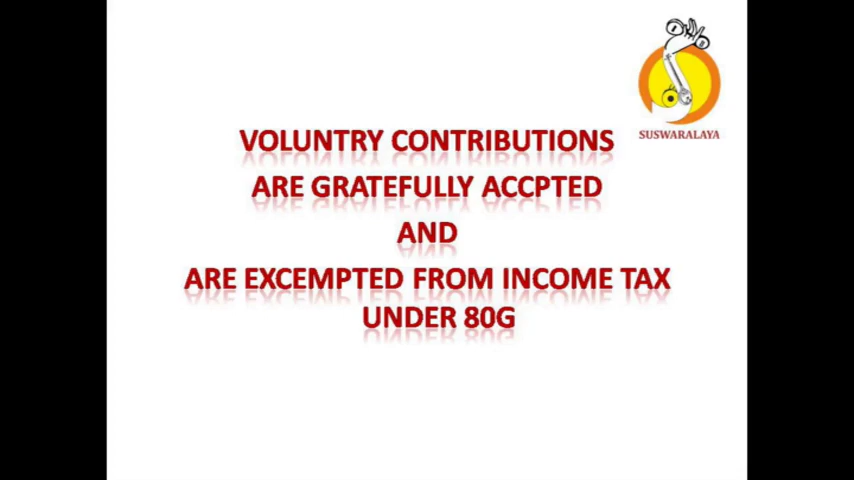 SUSWARALAYA
VOLUNTRY CONTRIBUTIONS
ARE GRATEFULLY ACCPTED
AND
ARE EXCEMPTED FROM INCOME TAX
UNDER 80G